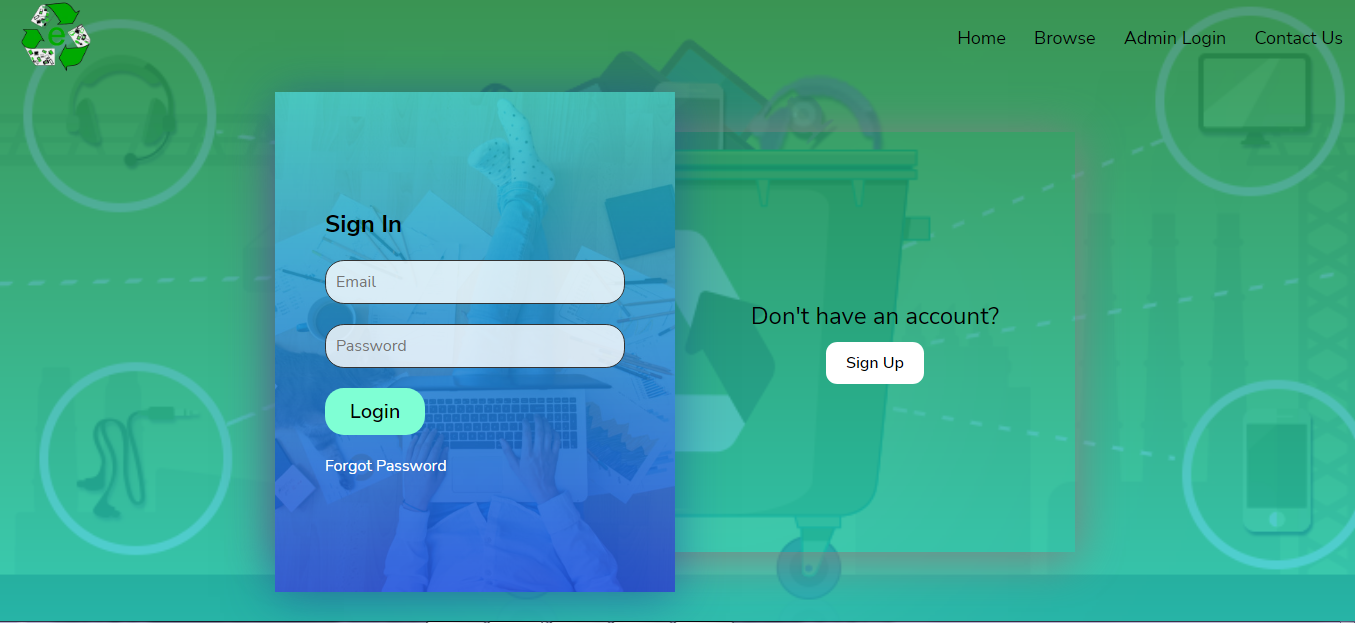 e
Home Browse Admin Login Contact Us
Sign In
Email
Password
Login
Forgot Password
Don't have an account?
Sign Up